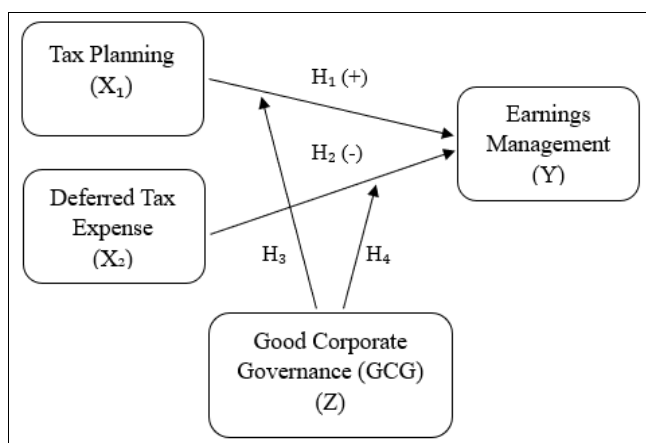 Tax Planning
(X₁)
H₁ (+)
Earnings
Management
(Y)
H₂ (-)
Deferred Tax
Expense
(X₂)
H₃
H₄
Good Corporate
Governance (GCG)
(Z)